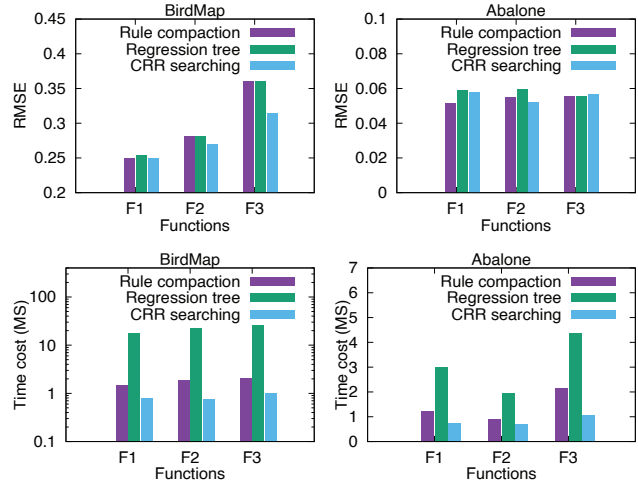 BirdMap
Rule compaction
Regression tree
CRR searching
0.45
0.4
0.35
0.3
0.25
0.2
RMSE
F1 F2 F3
Functions
Abalone
Rule compaction
Regression tree
CRR searching
0.1
0.08
0.06
0.04
0.02
0
RMSE
F1 F2 F3
Functions
BirdMap
Rule compaction
Regression tree
CRR searching
100
10
1
0.1
Time cost (MS)
F1 F2 F3
Functions
Abalone
Rule compaction
Regression tree
CRR searching
7
6
5
4
3
2
1
0
Time cost (MS)
F1 F2 F3
Functions